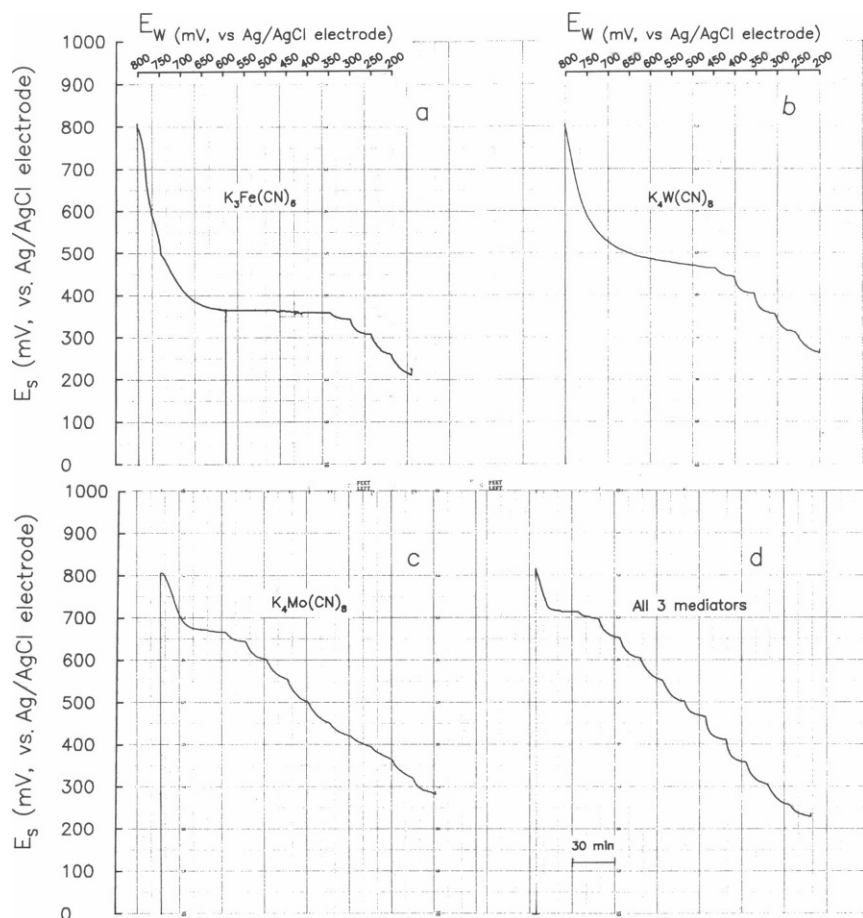 E_W (mV, vs Ag/AgCl electrode)
800 750 700 650 600 550 500 450 400 350 300 250 200
E_W (mV, vs Ag/AgCl electrode)
800 750 700 650 600 550 500 450 400 350 300 250 200
E_S (mV, vs. Ag/AgCl electrode)
1000
900
800
700
600
500
400
300
200
100
0
a
K₃Fe(CN)₆
b
K₄W(CN)₈
E_S (mV, vs. Ag/AgCl electrode)
1000
900
800
700
600
500
400
300
200
100
0
c
K₄Mo(CN)₈
d
All 3 mediators
30 min